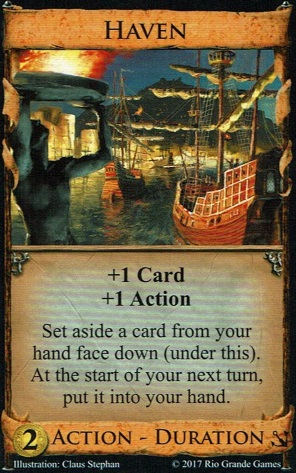 HAVEN
+1 Card
+1 Action
Set aside a card from your
hand face down (under this).
At the start of your next turn,
put it into your hand.
2 ACTION - DURATION
Illustration: Claus Stephan © 2017 Rio Grande Games